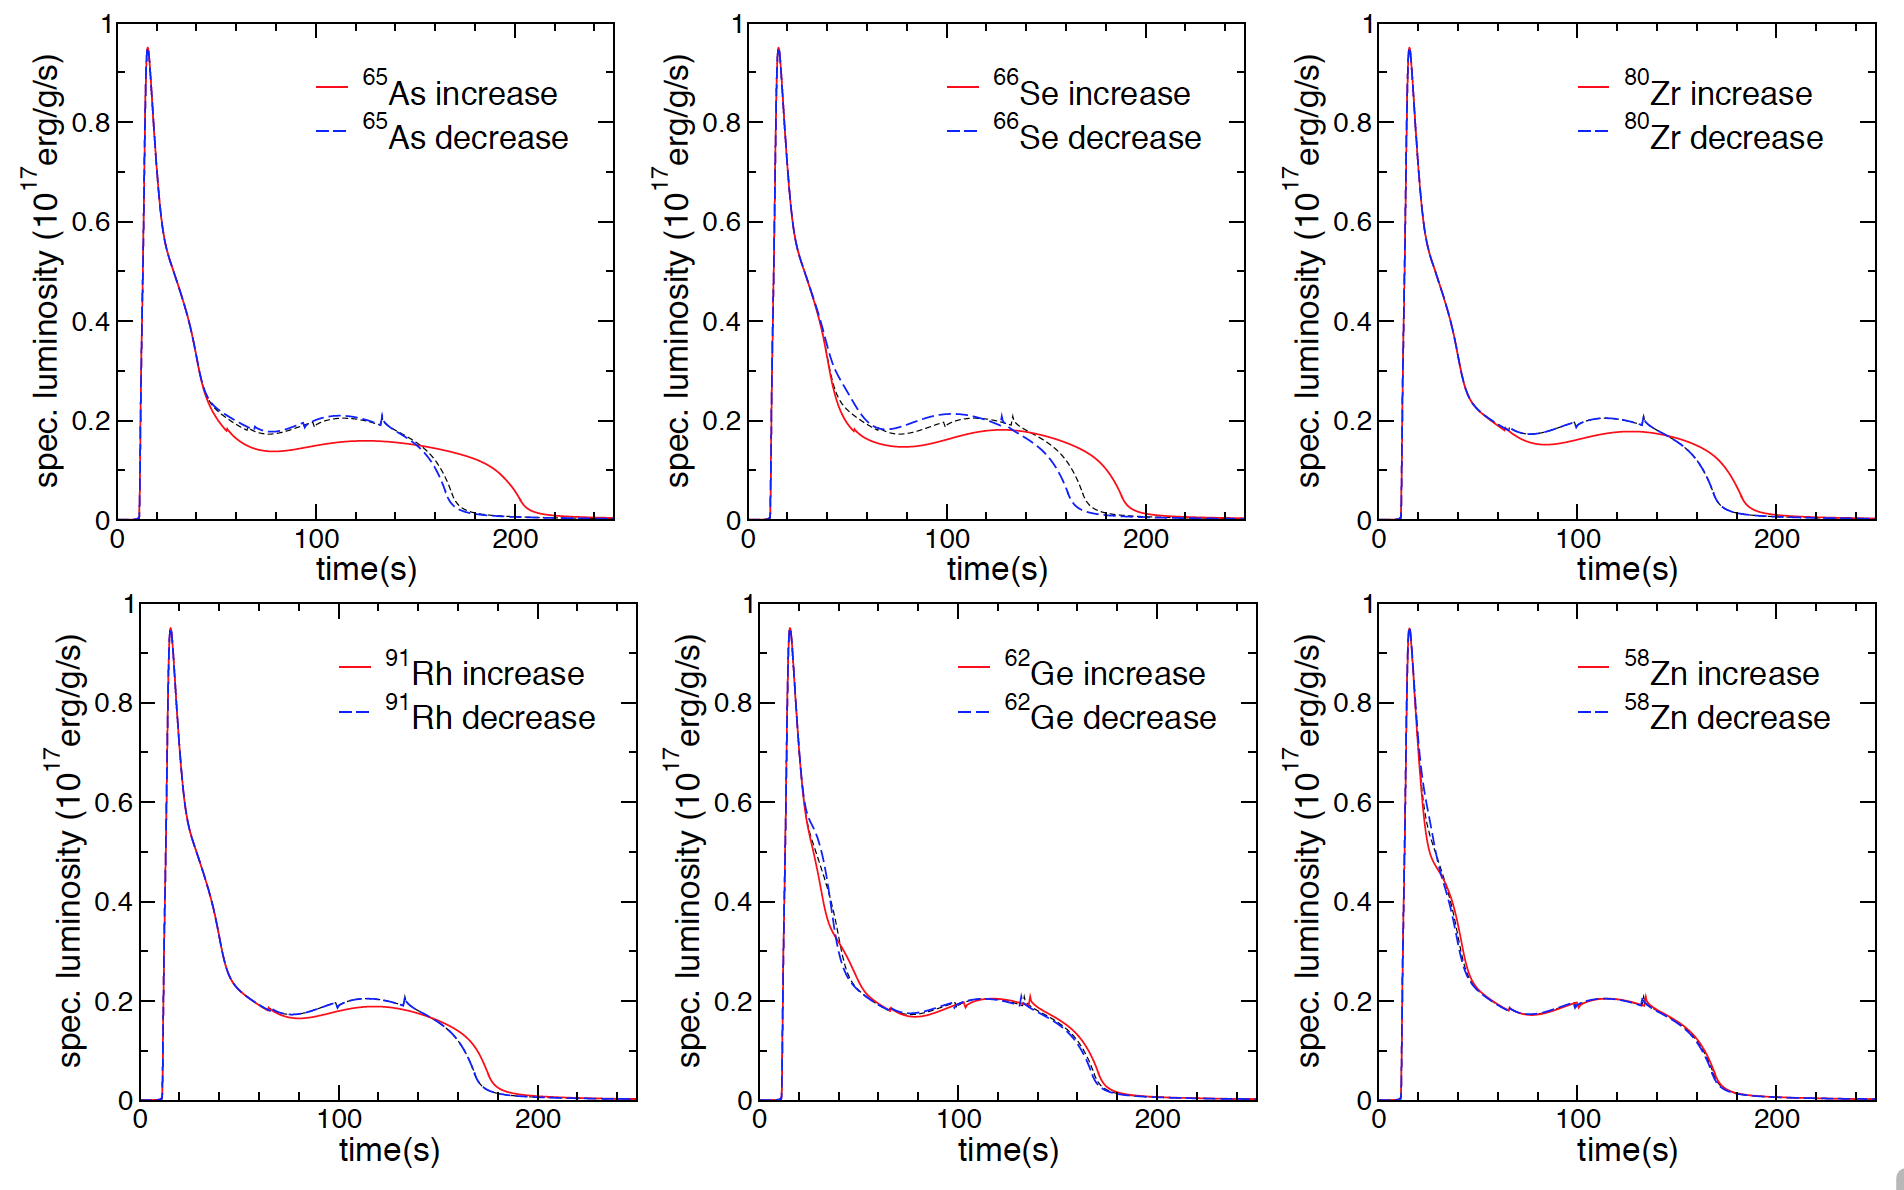 1
0.8
0.6
0.4
0.2
0
spec. luminosity (10^17 erg/g/s)
^65As increase
^65As decrease
0 100 200
time(s)
1
0.8
0.6
0.4
0.2
0
spec. luminosity (10^17 erg/g/s)
^66Se increase
^66Se decrease
0 100 200
time(s)
1
0.8
0.6
0.4
0.2
0
spec. luminosity (10^17 erg/g/s)
^80Zr increase
^80Zr decrease
0 100 200
time(s)
1
0.8
0.6
0.4
0.2
0
spec. luminosity (10^17 erg/g/s)
^91Rh increase
^91Rh decrease
0 100 200
time(s)
1
0.8
0.6
0.4
0.2
0
spec. luminosity (10^17 erg/g/s)
^62Ge increase
^62Ge decrease
0 100 200
time(s)
1
0.8
0.6
0.4
0.2
0
spec. luminosity (10^17 erg/g/s)
^58Zn increase
^58Zn decrease
0 100 200
time(s)